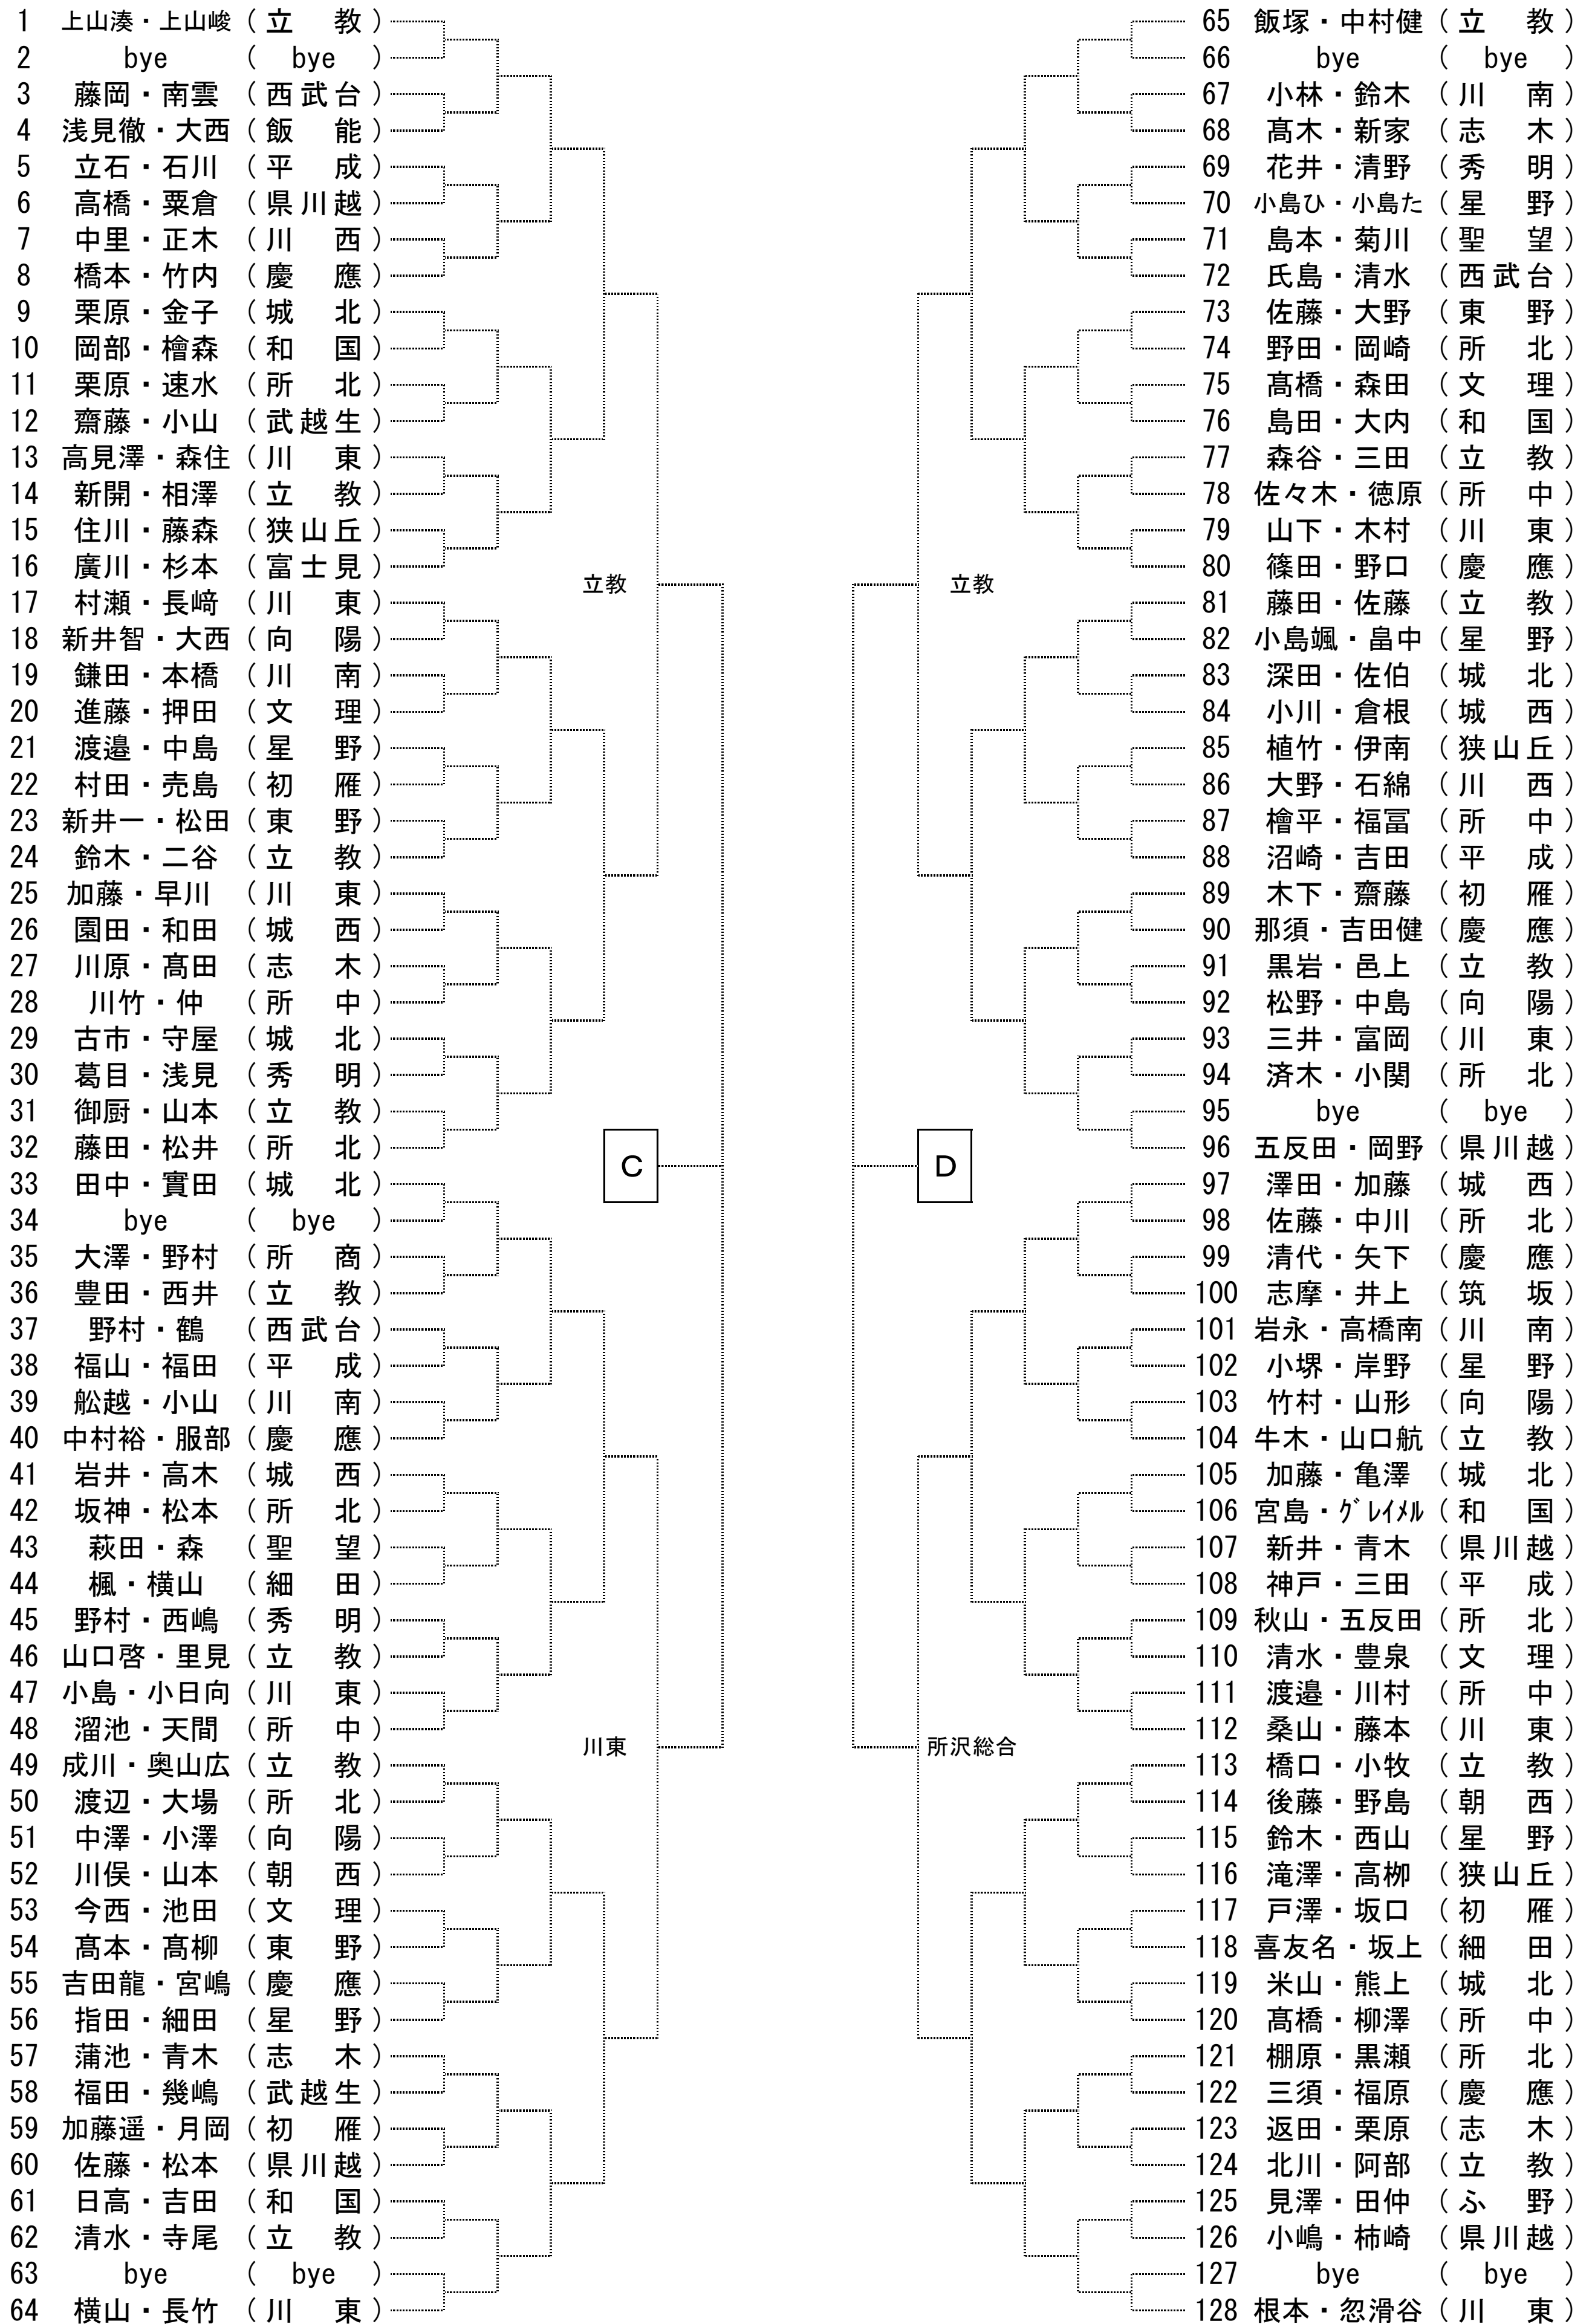 1 上山湊・上山峻 （立　教）
2 bye （ bye ）
3 藤岡・南雲 （西武台）
4 浅見徹・大西 （飯　能）
5 立石・石川 （平　成）
6 高橋・粟倉 （県川越）
7 中里・正木 （川　西）
8 橋本・竹内 （慶　應）
9 栗原・金子 （城　北）
10 岡部・檜森 （和　国）
11 栗原・速水 （所　北）
12 齋藤・小山 （武越生）
13 高見澤・森住 （川　東）
14 新開・相澤 （立　教）
15 住川・藤森 （狭山丘）
16 廣川・杉本 （富士見）
17 村瀬・長﨑 （川　東）
18 新井智・大西 （向　陽）
19 鎌田・本橋 （川　南）
20 進藤・押田 （文　理）
21 渡邉・中島 （星　野）
22 村田・売島 （初　雁）
23 新井一・松田 （東　野）
24 鈴木・二谷 （立　教）
25 加藤・早川 （川　東）
26 園田・和田 （城　西）
27 川原・髙田 （志　木）
28 川竹・仲 （所　中）
29 古市・守屋 （城　北）
30 葛目・浅見 （秀　明）
31 御厨・山本 （立　教）
32 藤田・松井 （所　北）
33 田中・實田 （城　北）
34 bye （ bye ）
35 大澤・野村 （所　商）
36 豊田・西井 （立　教）
37 野村・鶴 （西武台）
38 福山・福田 （平　成）
39 舩越・小山 （川　南）
40 中村裕・服部 （慶　應）
41 岩井・高木 （城　西）
42 坂神・松本 （所　北）
43 萩田・森 （聖　望）
44 楓・横山 （細　田）
45 野村・西嶋 （秀　明）
46 山口啓・里見 （立　教）
47 小島・小日向 （川　東）
48 溜池・天間 （所　中）
49 成川・奥山広 （立　教）
50 渡辺・大場 （所　北）
51 中澤・小澤 （向　陽）
52 川俣・山本 （朝　西）
53 今西・池田 （文　理）
54 髙本・髙柳 （東　野）
55 吉田龍・宮嶋 （慶　應）
56 指田・細田 （星　野）
57 蒲池・青木 （志　木）
58 福田・幾嶋 （武越生）
59 加藤遥・月岡 （初　雁）
60 佐藤・松本 （県川越）
61 日高・吉田 （和　国）
62 清水・寺尾 （立　教）
63 bye （ bye ）
64 横山・長竹 （川　東）
立教
C
川東
立教
D
所沢総合
65 飯塚・中村健 （立　教）
66 bye （ bye ）
67 小林・鈴木 （川　南）
68 髙木・新家 （志　木）
69 花井・清野 （秀　明）
70 小島ひ・小島た （星　野）
71 島本・菊川 （聖　望）
72 氏島・清水 （西武台）
73 佐藤・大野 （東　野）
74 野田・岡崎 （所　北）
75 髙橋・森田 （文　理）
76 島田・大内 （和　国）
77 森谷・三田 （立　教）
78 佐々木・徳原 （所　中）
79 山下・木村 （川　東）
80 篠田・野口 （慶　應）
81 藤田・佐藤 （立　教）
82 小島颯・畠中 （星　野）
83 深田・佐伯 （城　北）
84 小川・倉根 （城　西）
85 植竹・伊南 （狭山丘）
86 大野・石綿 （川　西）
87 檜平・福冨 （所　中）
88 沼崎・吉田 （平　成）
89 木下・齋藤 （初　雁）
90 那須・吉田健 （慶　應）
91 黒岩・邑上 （立　教）
92 松野・中島 （向　陽）
93 三井・富岡 （川　東）
94 済木・小関 （所　北）
95 bye （ bye ）
96 五反田・岡野 （県川越）
97 澤田・加藤 （城　西）
98 佐藤・中川 （所　北）
99 清代・矢下 （慶　應）
100 志摩・井上 （筑　坂）
101 岩永・高橋南 （川　南）
102 小堺・岸野 （星　野）
103 竹村・山形 （向　陽）
104 牛木・山口航 （立　教）
105 加藤・亀澤 （城　北）
106 宮島・ｸﾞﾚｲﾒﾙ （和　国）
107 新井・青木 （県川越）
108 神戸・三田 （平　成）
109 秋山・五反田 （所　北）
110 清水・豊泉 （文　理）
111 渡邉・川村 （所　中）
112 桑山・藤本 （川　東）
113 橋口・小牧 （立　教）
114 後藤・野島 （朝　西）
115 鈴木・西山 （星　野）
116 滝澤・高栁 （狭山丘）
117 戸澤・坂口 （初　雁）
118 喜友名・坂上 （細　田）
119 米山・熊上 （城　北）
120 髙橋・柳澤 （所　中）
121 棚原・黒瀬 （所　北）
122 三須・福原 （慶　應）
123 返田・栗原 （志　木）
124 北川・阿部 （立　教）
125 見澤・田仲 （ふ　野）
126 小嶋・柿崎 （県川越）
127 bye （ bye ）
128 根本・忍滑谷 （川　東）